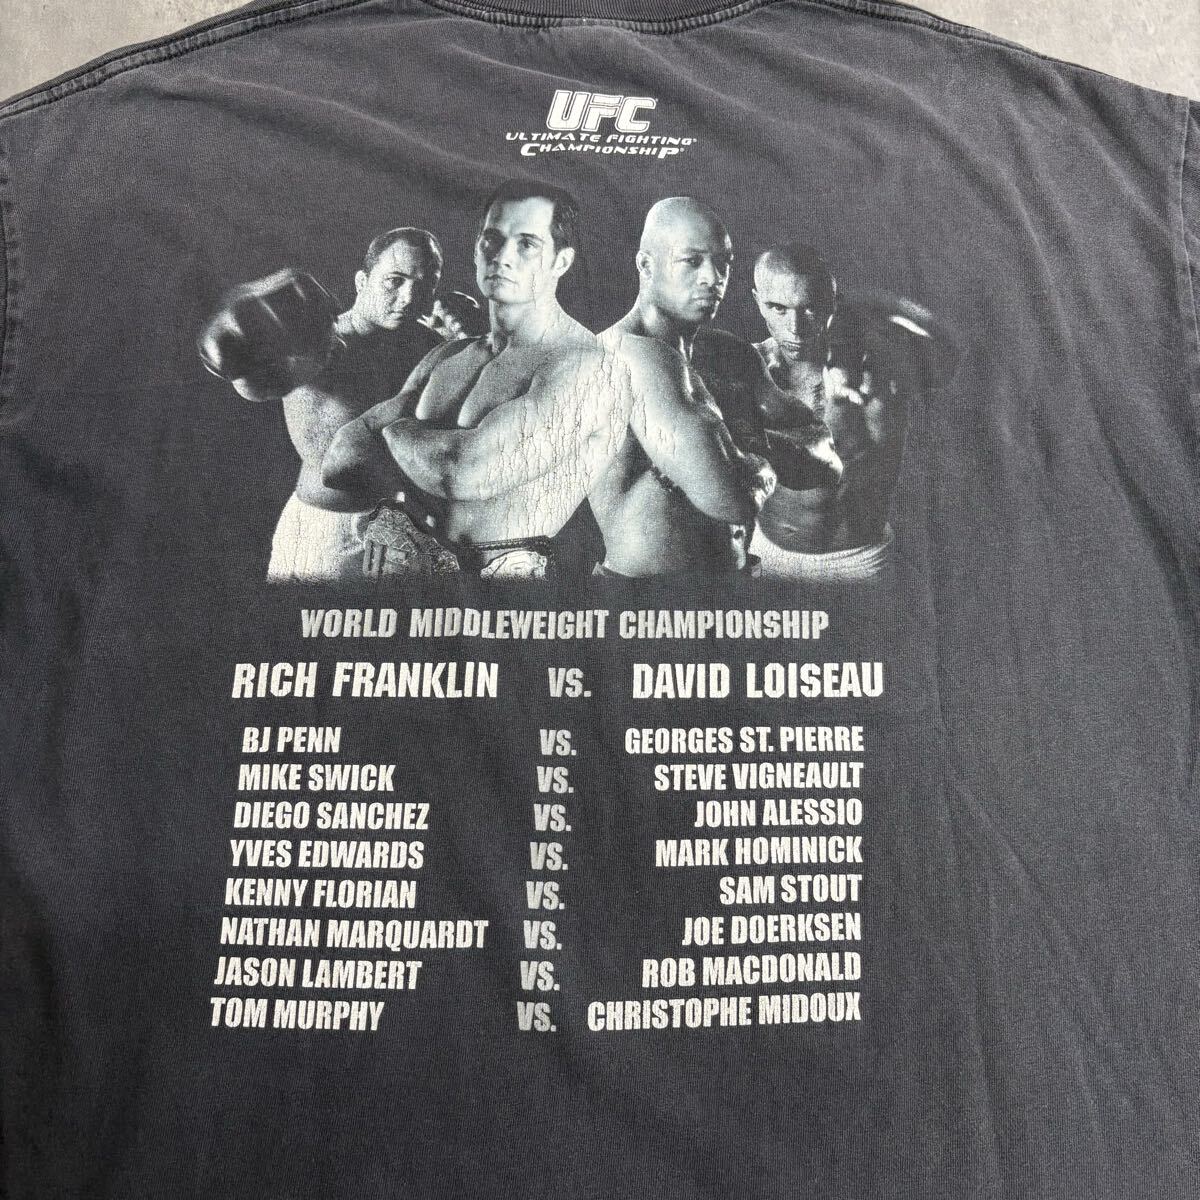 UFC
ULTIMATE FIGHTING®
CHAMPIONSHIP®
WORLD MIDDLEWEIGHT CHAMPIONSHIP
RICH FRANKLIN VS. DAVID LOISEAU
BJ PENN VS. GEORGES ST. PIERRE
MIKE SWICK VS. STEVE VIGNEAULT
DIEGO SANCHEZ VS. JOHN ALESSIO
YVES EDWARDS VS. MARK HOMINICK
KENNY FLORIAN VS. SAM STOUT
NATHAN MARQUARDT VS. JOE DOERKSEN
JASON LAMBERT VS. ROB MACDONALD
TOM MURPHY VS. CHRISTOPHE MIDOUX